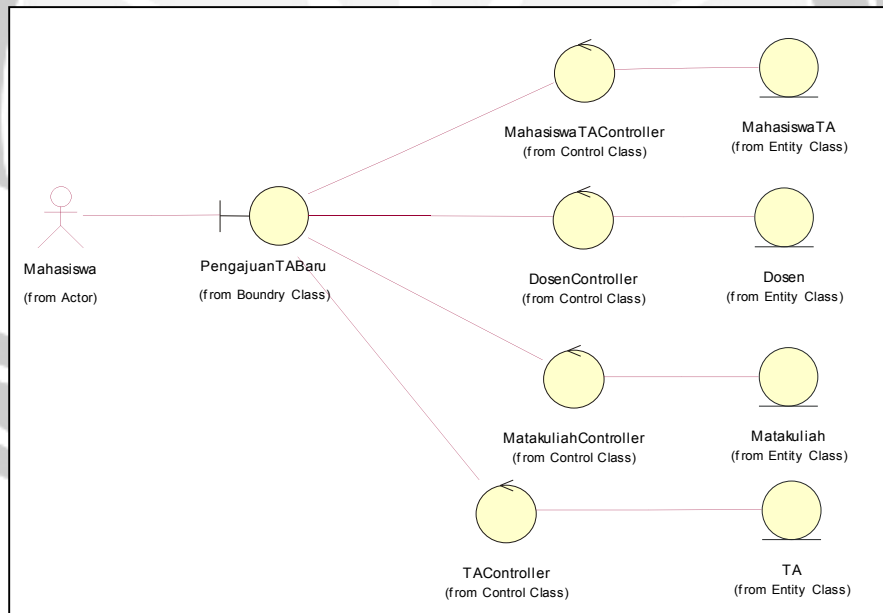 MahasiswaTAController
(from Control Class)
MahasiswaTA
(from Entity Class)
Mahasiswa
(from Actor)
PengajuanTABaru
(from Boundry Class)
DosenController
(from Control Class)
Dosen
(from Entity Class)
MatakuliahController
(from Control Class)
Matakuliah
(from Entity Class)
TAController
(from Control Class)
TA
(from Entity Class)